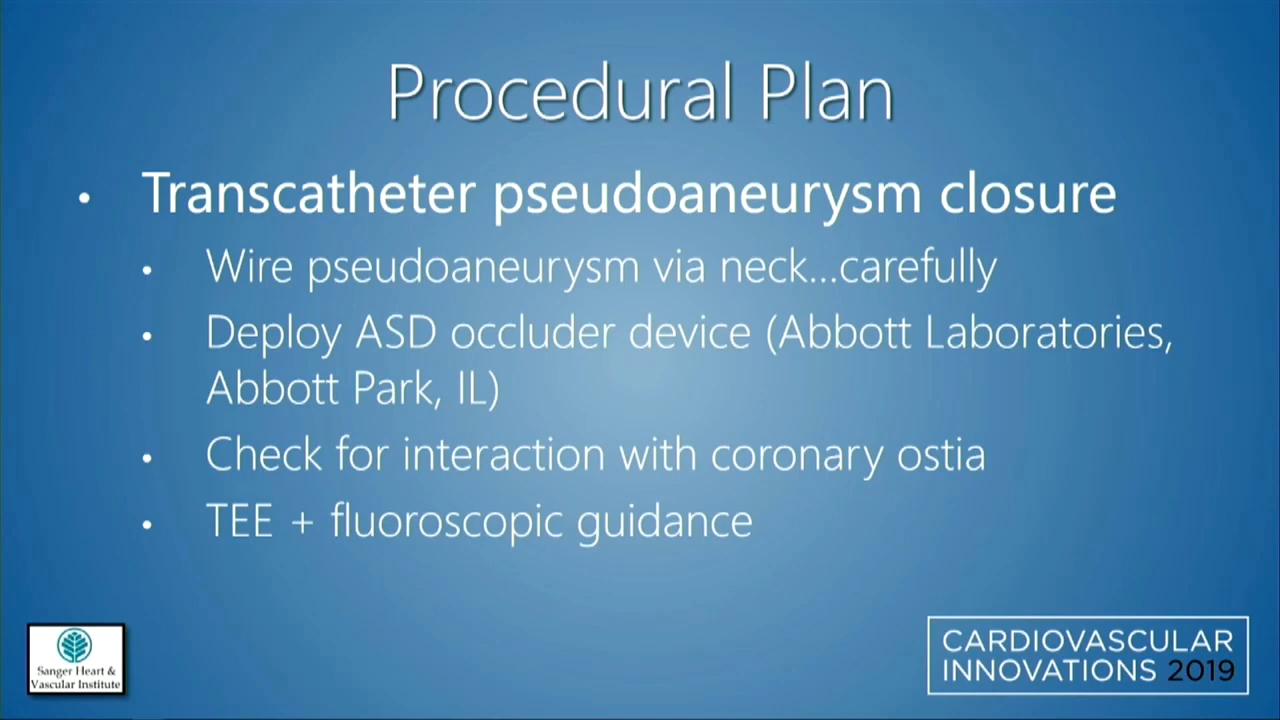 Procedural Plan
• Transcatheter pseudoaneurysm closure
• Wire pseudoaneurysm via neck...carefully
• Deploy ASD occluder device (Abbott Laboratories,
Abbott Park, IL)
• Check for interaction with coronary ostia
• TEE + fluoroscopic guidance
Sanger Heart &
Vascular Institute
CARDIOVASCULAR
INNOVATIONS 2019